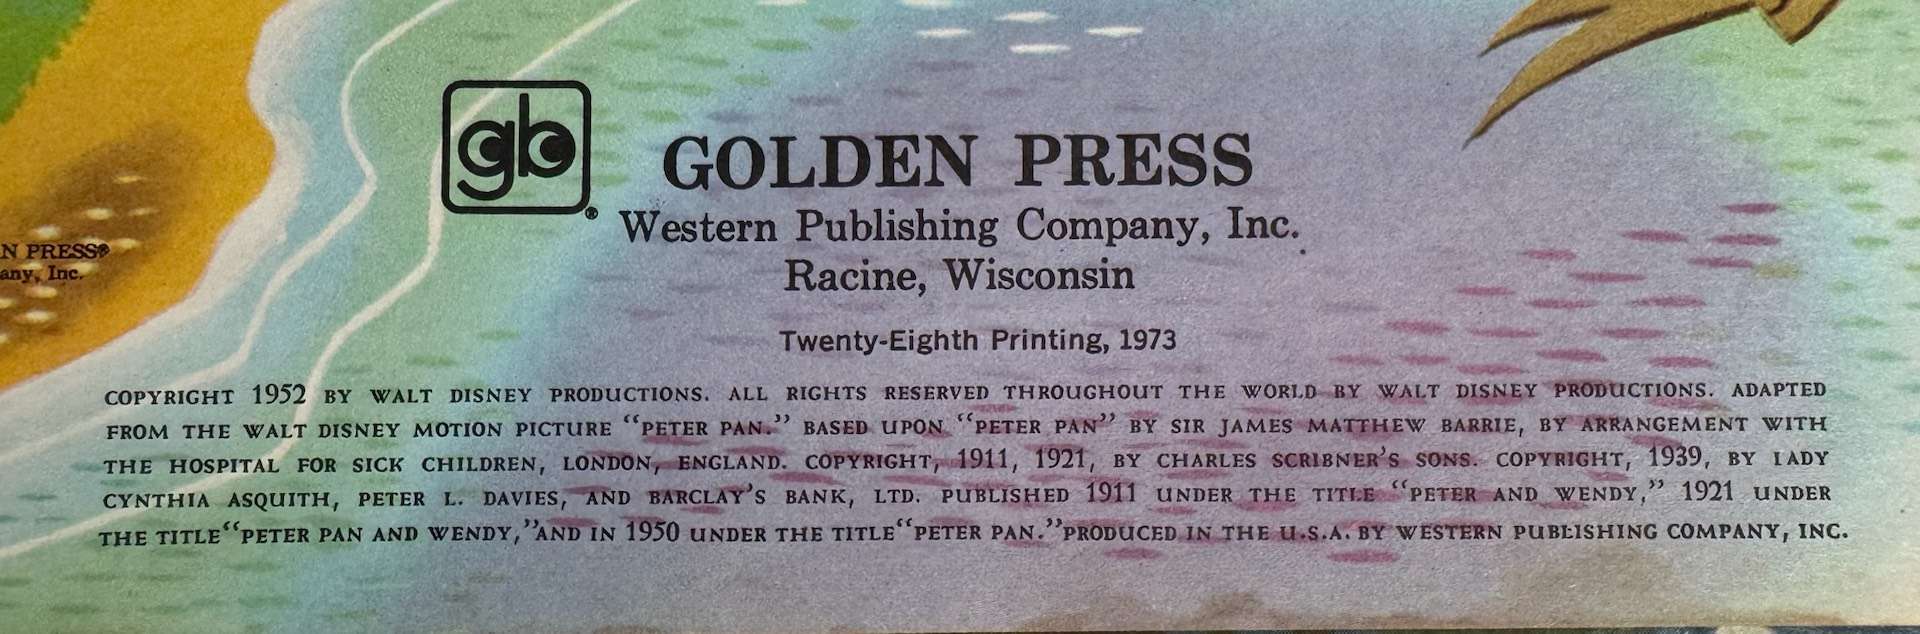 gb
®
GOLDEN PRESS
Western Publishing Company, Inc.
Racine, Wisconsin
N PRESS®
any, Inc.
Twenty-Eighth Printing, 1973
COPYRIGHT 1952 BY WALT DISNEY PRODUCTIONS. ALL RIGHTS RESERVED THROUGHOUT THE WORLD BY WALT DISNEY PRODUCTIONS. ADAPTED
FROM THE WALT DISNEY MOTION PICTURE "PETER PAN." BASED UPON "PETER PAN" BY SIR JAMES MATTHEW BARRIE, BY ARRANGEMENT WITH
THE HOSPITAL FOR SICK CHILDREN, LONDON, ENGLAND. COPYRIGHT, 1911, 1921, BY CHARLES SCRIBNER'S SONS. COPYRIGHT, 1939, BY LADY
CYNTHIA ASQUITH, PETER L. DAVIES, AND BARCLAY'S BANK, LTD. PUBLISHED 1911 UNDER THE TITLE "PETER AND WENDY," 1921 UNDER
THE TITLE "PETER PAN AND WENDY," AND IN 1950 UNDER THE TITLE "PETER PAN." PRODUCED IN THE U.S.A. BY WESTERN PUBLISHING COMPANY, INC.